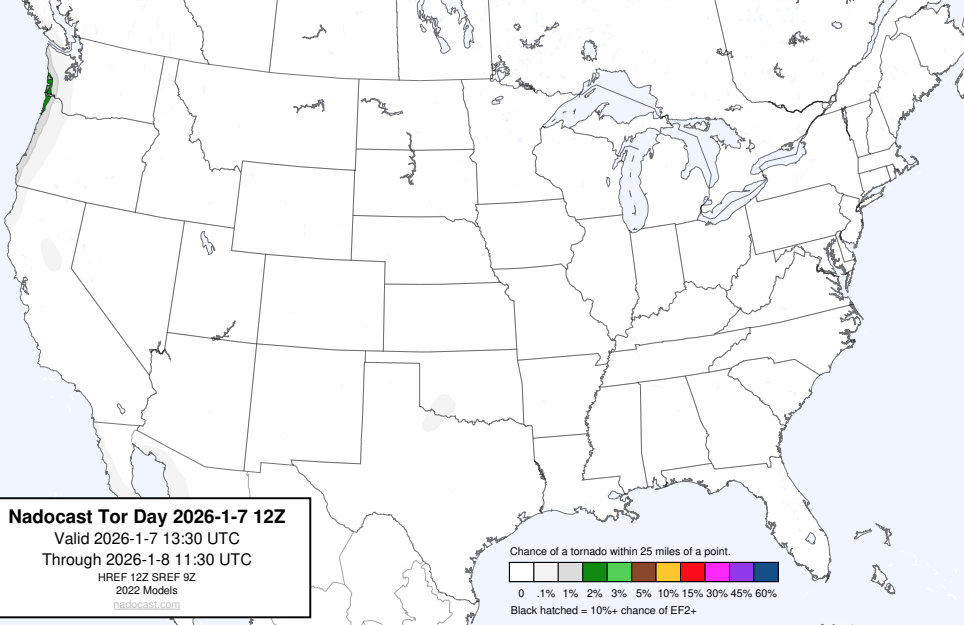 Nadocast Tor Day 2026-1-7 12Z
Valid 2026-1-7 13:30 UTC
Through 2026-1-8 11:30 UTC
HREF 12Z SREF 9Z
2022 Models
nadocast.com
Chance of a tornado within 25 miles of a point.
0 .1% 1% 2% 3% 5% 10% 15% 30% 45% 60%
Black hatched = 10%+ chance of EF2+